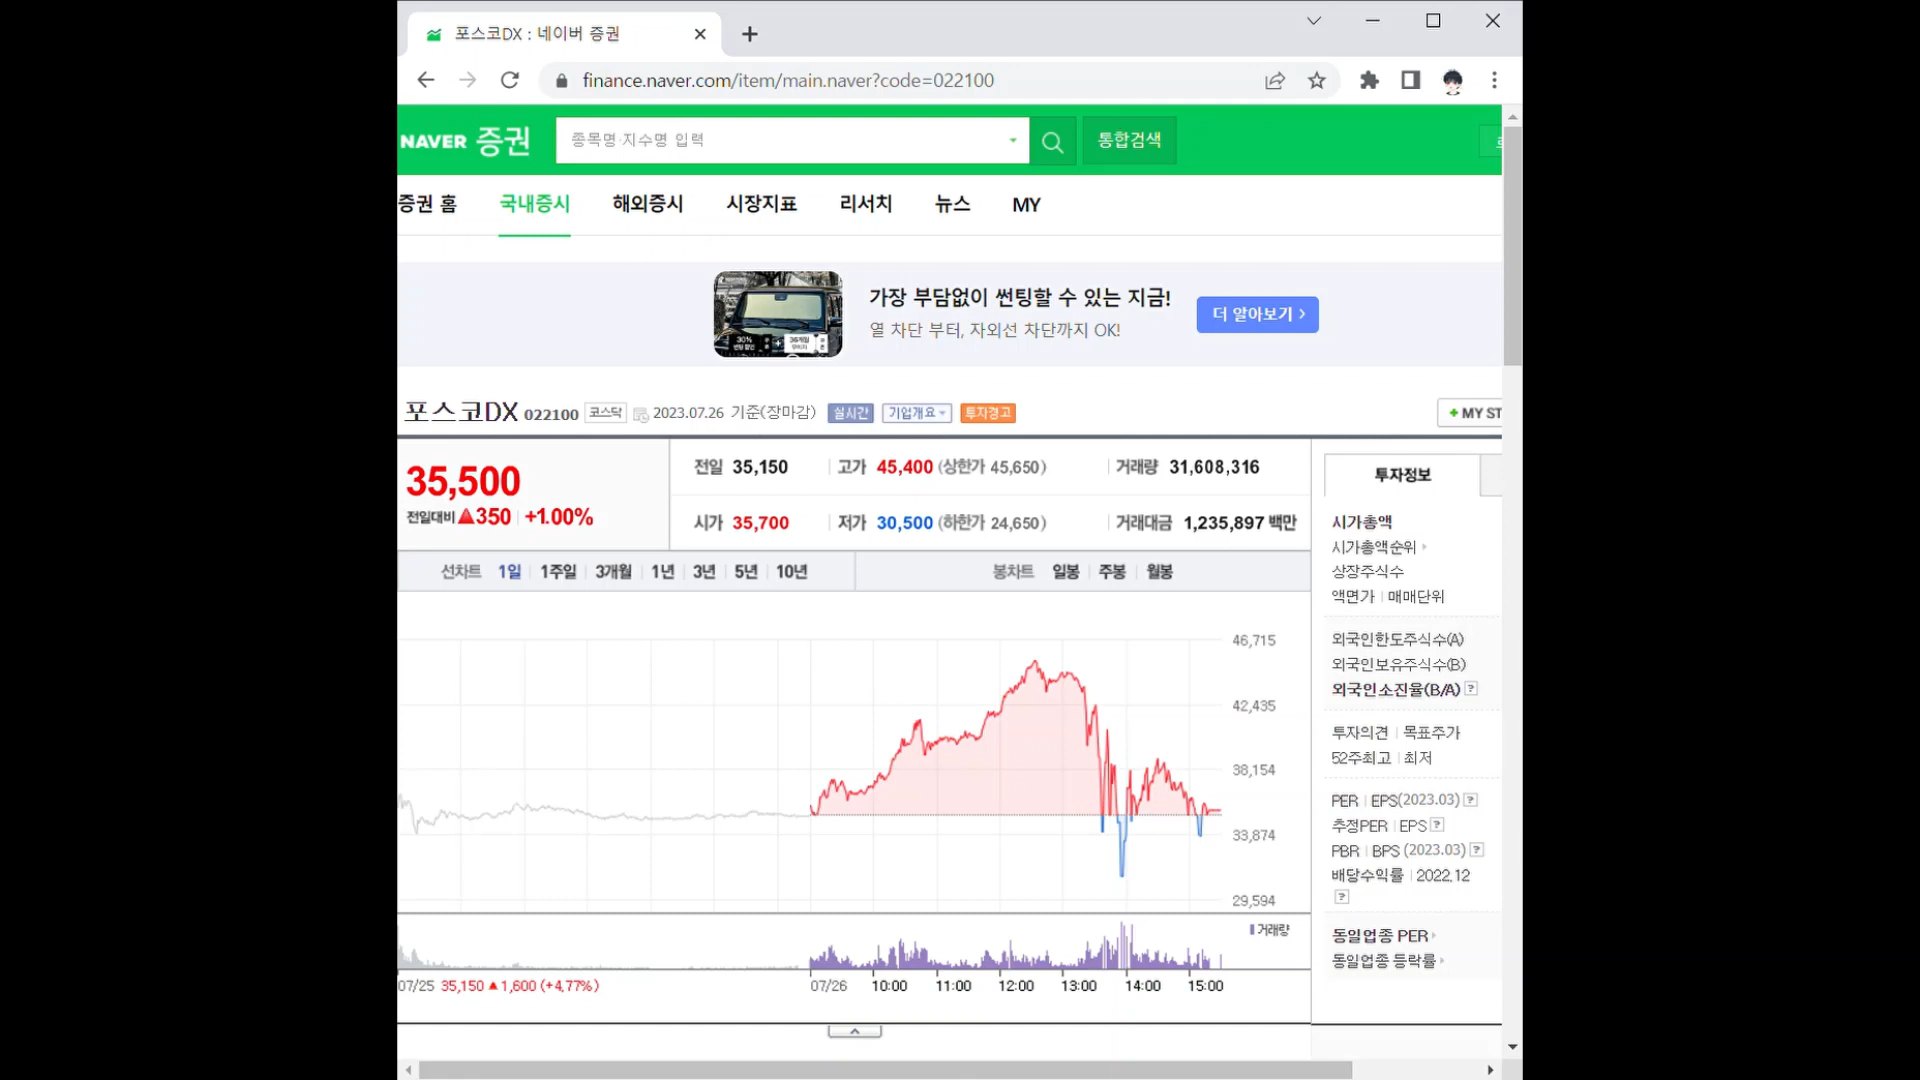 포스코DX : 네이버 증권
finance.naver.com/item/main.naver?code=022100
NAVER 증권
종목명·지수명 입력
통합검색
증권 홈 국내증시 해외증시 시장지표 리서치 뉴스 MY
가장 부담없이 썬팅할 수 있는 지금!
열 차단 부터, 자외선 차단까지 OK!
더 알아보기 >
포스코DX 022100 코스닥 2023.07.26 기준(장마감) 실시간 기업개요 투자경고
+ MY ST
35,500
전일대비 ▲350 +1.00%
전일 35,150 고가 45,400 (상한가 45,650) 거래량 31,608,316
시가 35,700 저가 30,500 (하한가 24,650) 거래대금 1,235,897 백만
선차트 1일 1주일 3개월 1년 3년 5년 10년 봉차트 일봉 주봉 월봉
46,715
42,435
38,154
33,874
29,594
거래량
07/25 35,150 ▲1,600 (+4.77%)
07/26 10:00 11:00 12:00 13:00 14:00 15:00
투자정보
시가총액
시가총액순위
상장주식수
액면가 매매단위
외국인한도주식수(A)
외국인보유주식수(B)
외국인소진율(B/A) ?
투자의견 목표주가
52주최고 최저
PER EPS(2023.03) ?
추정PER EPS ?
PBR BPS (2023.03) ?
배당수익률 2022.12
?
동일업종 PER
동일업종 등락률